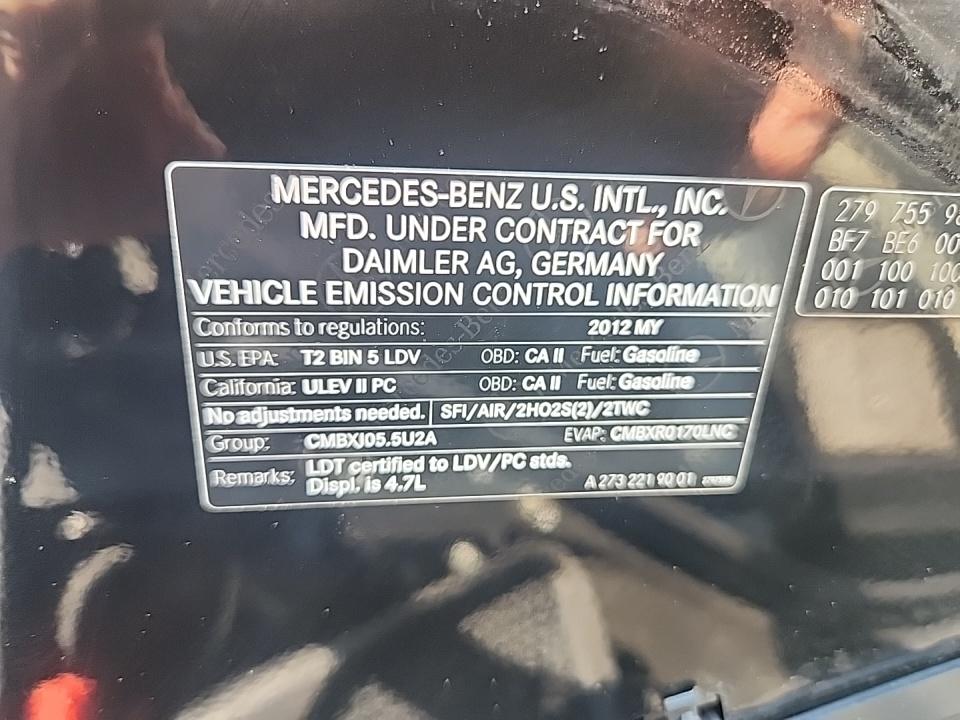 MERCEDES-BENZ U.S. INTL., INC.
MFD. UNDER CONTRACT FOR
DAIMLER AG, GERMANY
VEHICLE EMISSION CONTROL INFORMATION
Conforms to regulations: 2012 MY
U.S. EPA: T2 BIN 5 LDV OBD: CA II Fuel: Gasoline
California: ULEV II PC OBD: CA II Fuel: Gasoline
No adjustments needed. SFI/AIR/2HO2S(2)/2TWC
Group: CMBXJ05.5U2A EVAP: CMBXR0170LNC
Remarks: LDT certified to LDV/PC stds.
Displ. is 4.7L A 273 221 90 01
279 755
BF7 BE6 00
001 100 100
010 101 010